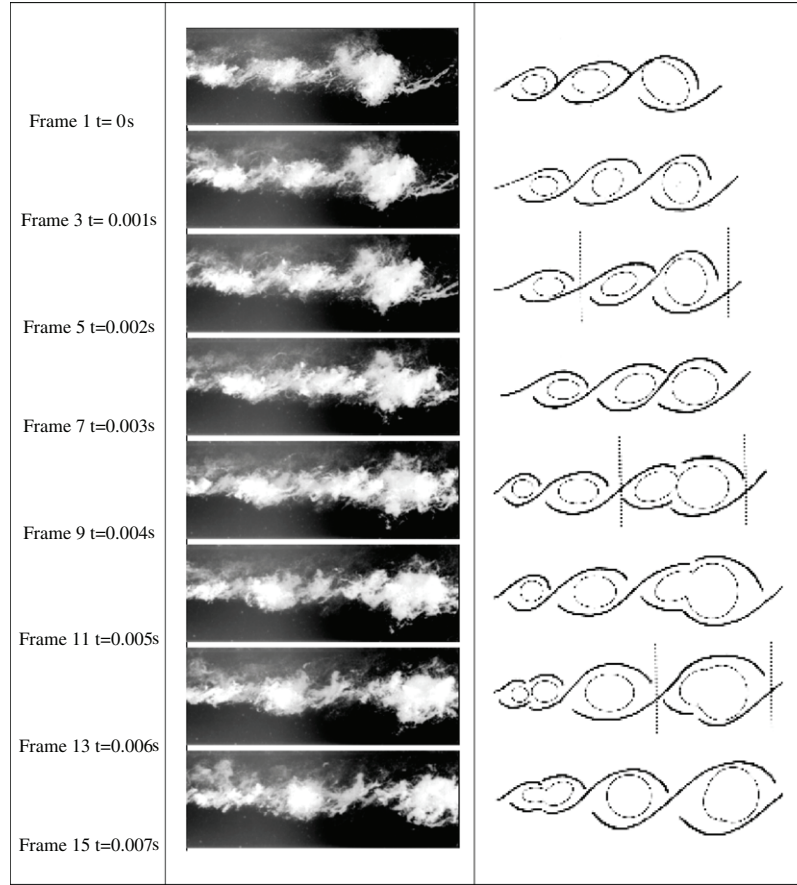 Frame 1 t= 0s
Frame 3 t= 0.001s
Frame 5 t=0.002s
Frame 7 t=0.003s
Frame 9 t=0.004s
Frame 11 t=0.005s
Frame 13 t=0.006s
Frame 15 t=0.007s